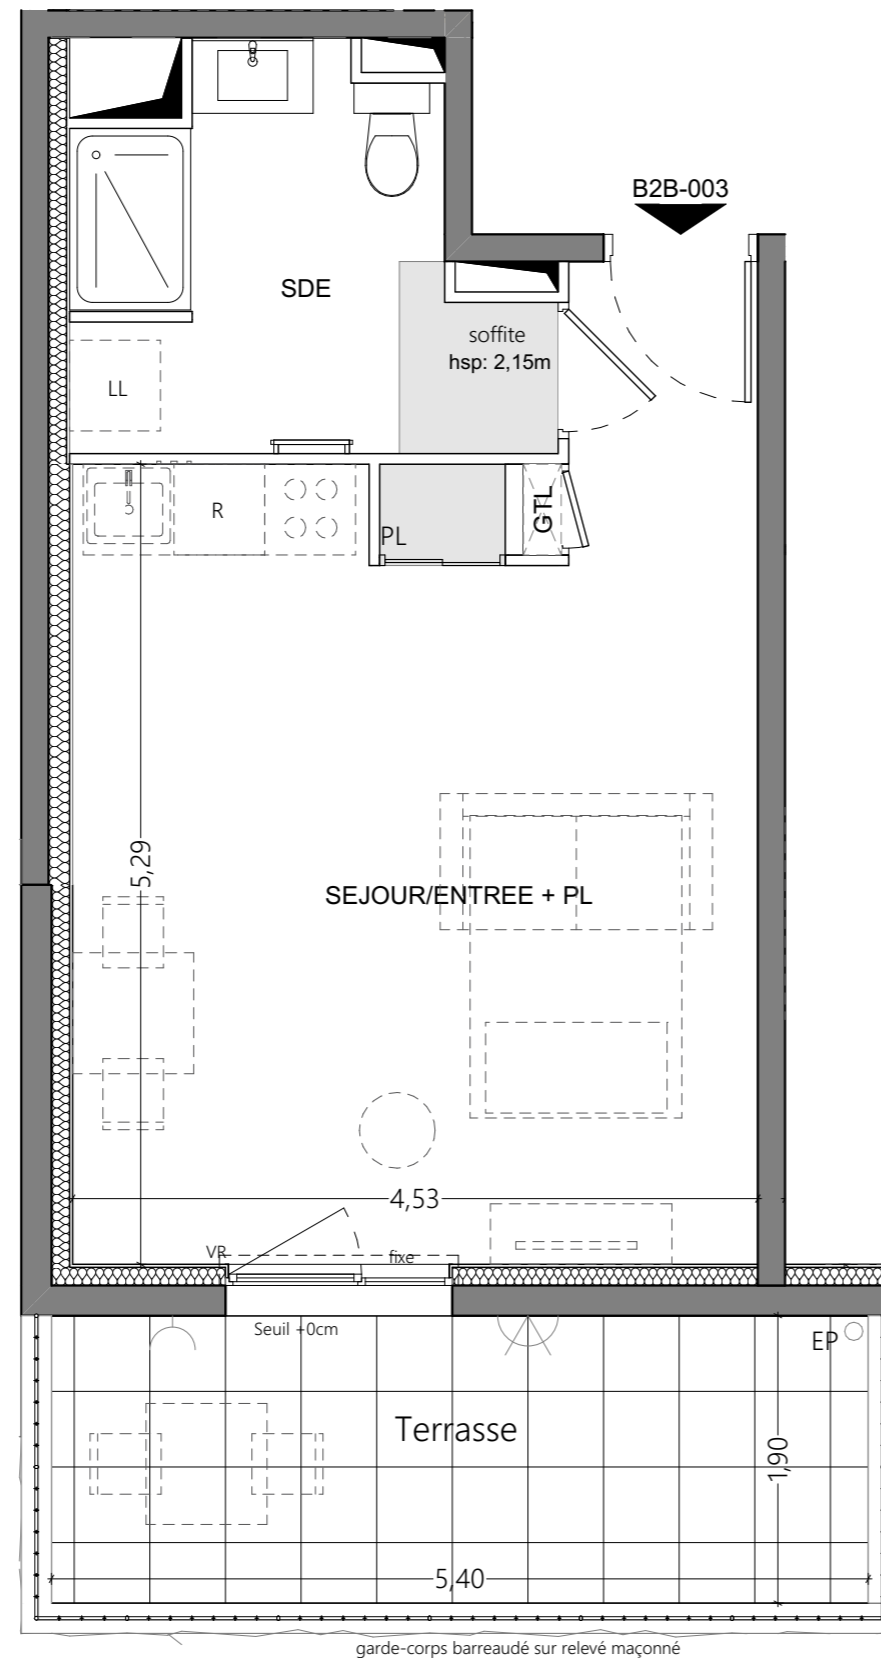 B2B-003
SDE
soffite
hsp: 2,15m
LL
R
PL
GTL
5,29
SEJOUR/ENTREE + PL
4,53
VR
fixe
Seuil +0cm
EP
Terrasse
1,90
5,40
garde-corps barreaudé sur relevé maçonné